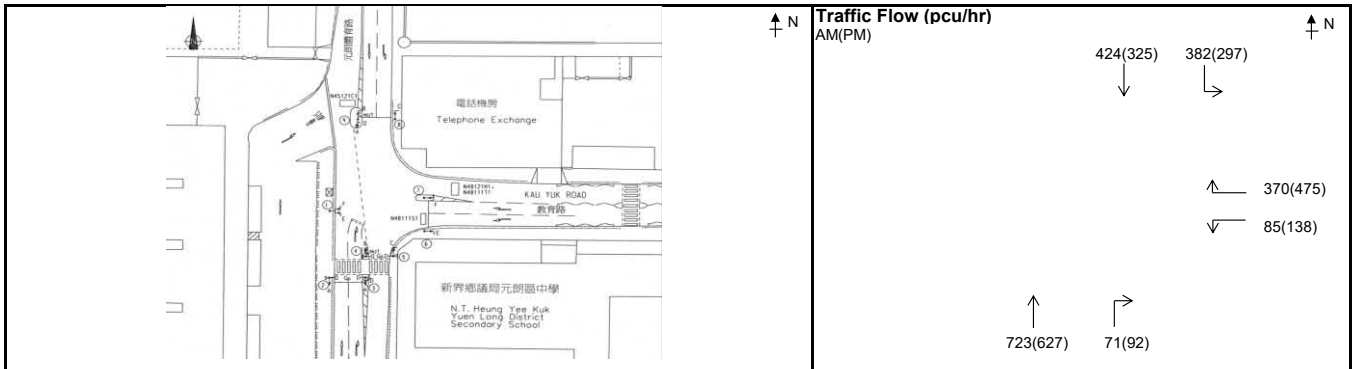 N
元朗體育路
N45121C1
電話機房
Telephone Exchange
KAU YUK ROAD
教育路
新界鄉議局元朗區中學
N.T. Heung Yee Kuk
Yuen Long District
Secondary School
Traffic Flow (pcu/hr)
AM(PM)
N
424(325) 382(297)
370(475)
85(138)
723(627) 71(92)